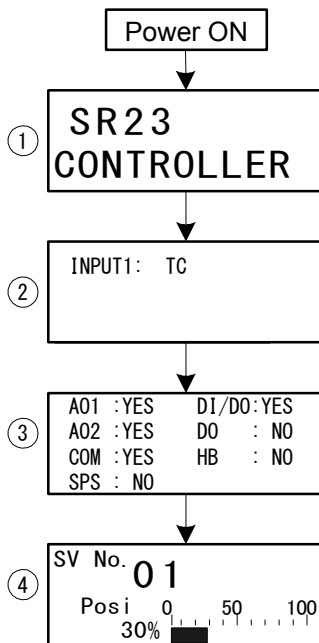 Power ON
①
SR23
CONTROLLER
②
INPUT1: TC
③
AO1 :YES DI/DO:YES
AO2 :YES DO : NO
COM :YES HB : NO
SPS : NO
④
SV No. 01
Posi 0 50 100
30%